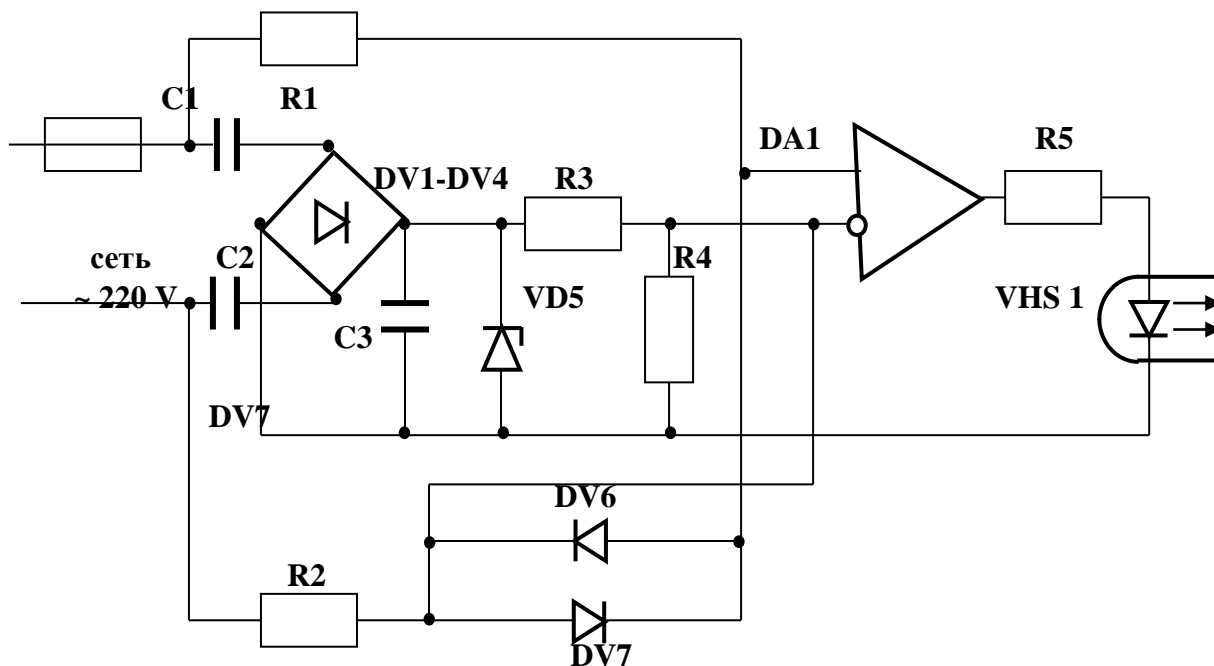 C1
R1
DA1
R5
DV1-DV4
R3
сеть
~ 220 V
C2
R4
VD5
VHS 1
C3
DV7
DV6
R2
DV7